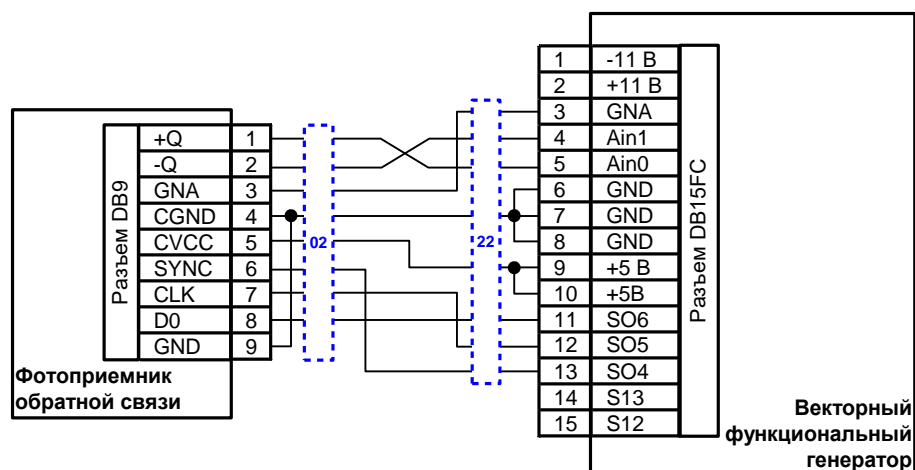 1 -11 В
2 +11 В
3 GNA
4 Ain1
5 Ain0
6 GND
7 GND
8 GND
9 +5 В
10 +5В
11 SO6
12 SO5
13 SO4
14 S13
15 S12
Разъем DB15FC
Разъем DB9
+Q 1
-Q 2
GNA 3
CGND 4
CVCC 5
SYNC 6
CLK 7
D0 8
GND 9
02
22
Фотоприемник
обратной связи
Векторный
функциональный
генератор